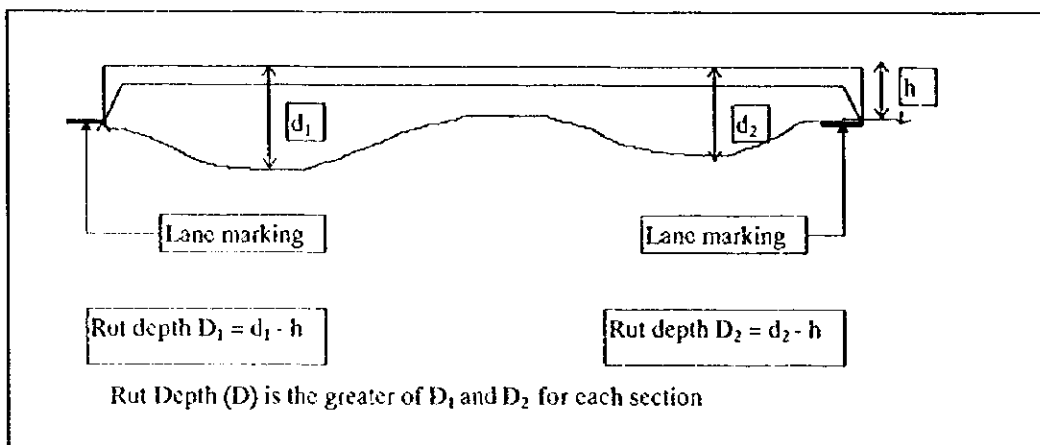 h
d₁
d₂
Lane marking
Lane marking
Rut depth D₁ = d₁ - h
Rut depth D₂ = d₂ - h
Rut Depth (D) is the greater of D₁ and D₂ for each section